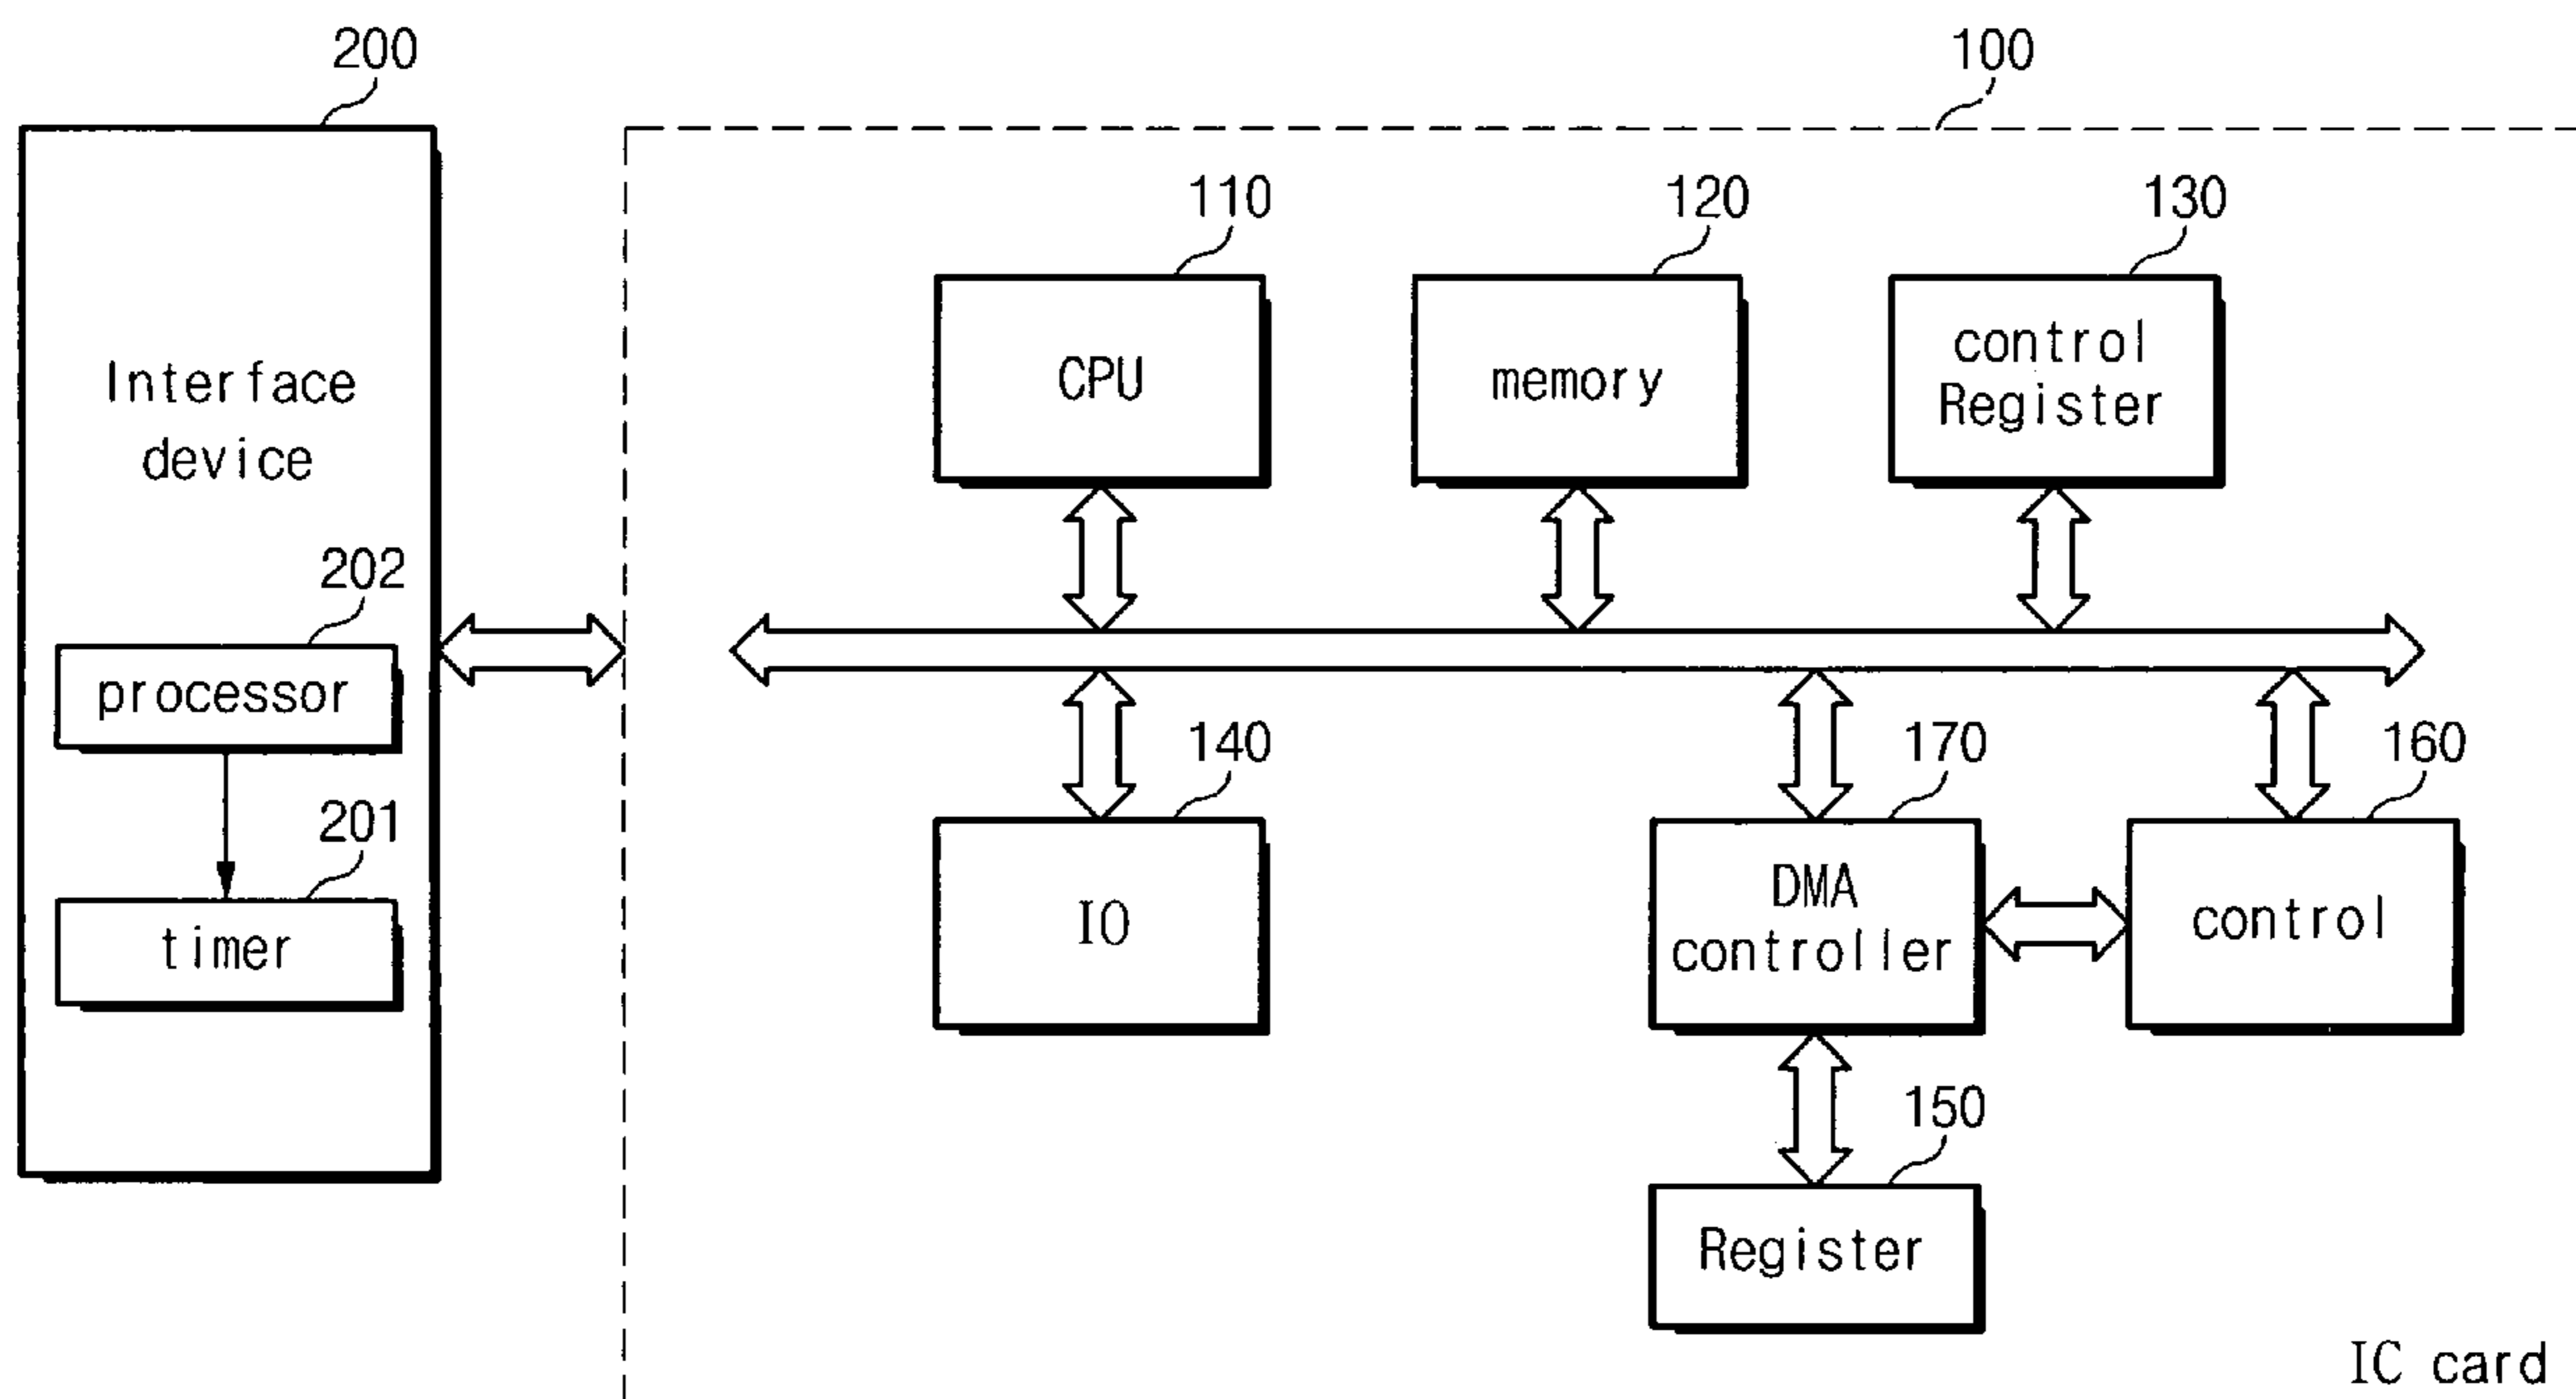 200
100
110
120
130
Interface
device
CPU
memory
control
Register
202
processor
201
timer
140
170
160
IO
DMA
controller
control
150
Register
IC card